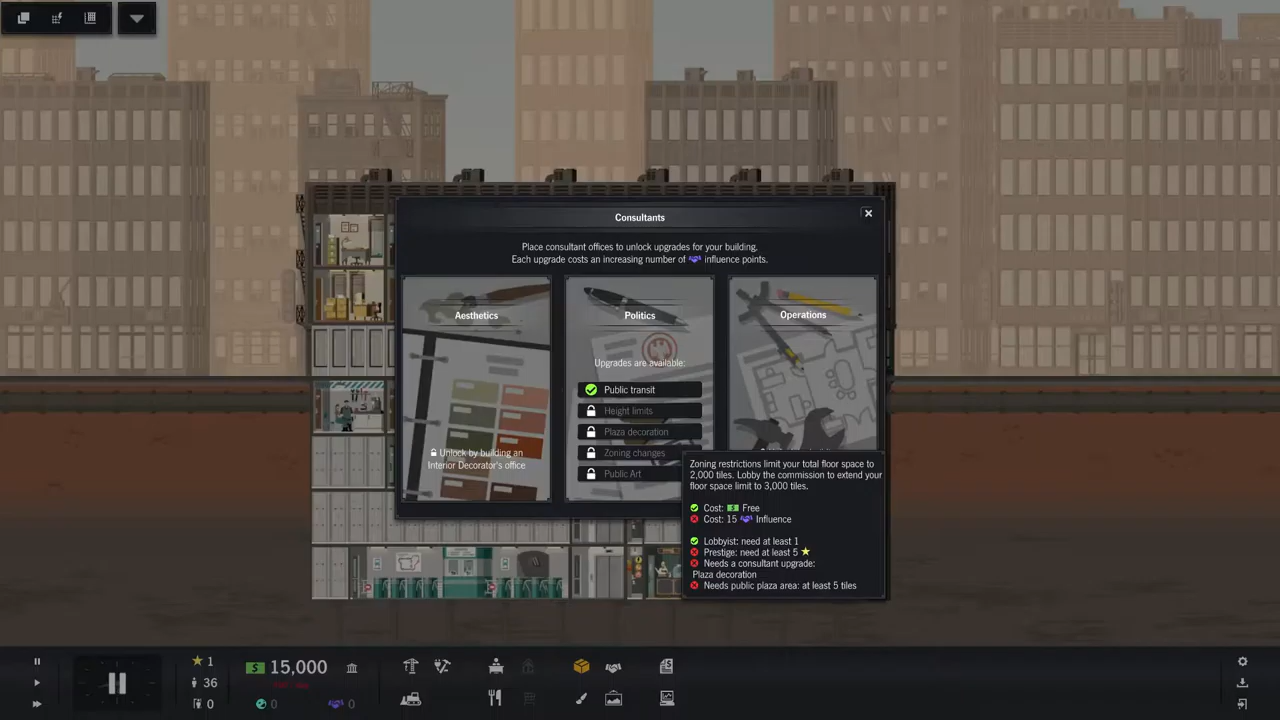 Consultants
Place consultant offices to unlock upgrades for your building.
Each upgrade costs an increasing number of influence points.
Aesthetics
Unlock by building an
Interior Decorator's office
Politics
Upgrades are available:
Public transit
Height limits
Plaza decoration
Zoning changes
Public Art
Operations
Zoning restrictions limit your total floor space to
2,000 tiles. Lobby the commission to extend your
floor space limit to 3,000 tiles.
Cost: Free
Cost: 15 Influence
Lobbyist: need at least 1
Prestige: need at least 5
Needs a consultant upgrade:
Plaza decoration
Needs public plaza area: at least 5 tiles
1
15,000
36
0
0
0